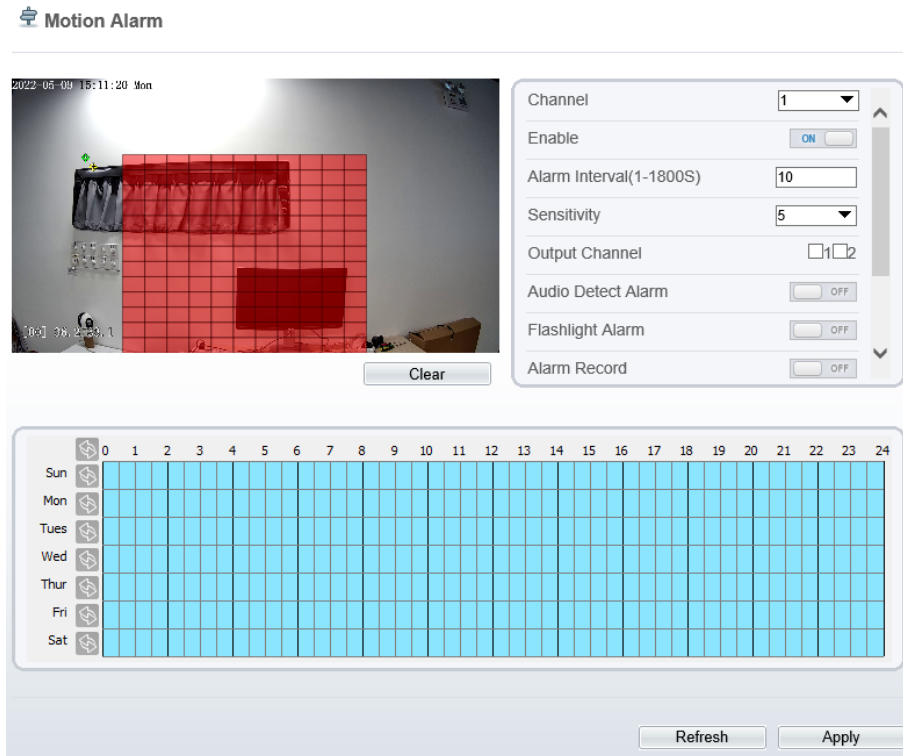 Motion Alarm
2022-05-09 15:11:20 Mon
Channel 1
Enable ON
Alarm Interval(1-1800S) 10
Sensitivity 5
Output Channel 1 2
Audio Detect Alarm OFF
Flashlight Alarm OFF
Alarm Record OFF
Clear
0 1 2 3 4 5 6 7 8 9 10 11 12 13 14 15 16 17 18 19 20 21 22 23 24
Sun
Mon
Tues
Wed
Thur
Fri
Sat
Refresh Apply